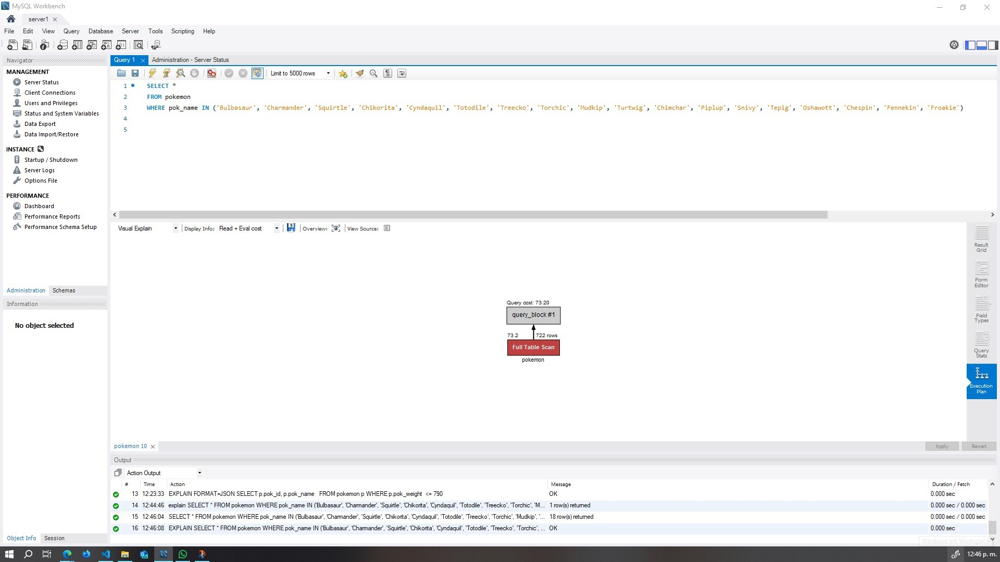 MySQL Workbench
server1
File Edit View Query Database Server Tools Scripting Help
Navigator
MANAGEMENT
Server Status
Client Connections
Users and Privileges
Status and System Variables
Data Export
Data Import/Restore
INSTANCE
Startup / Shutdown
Server Logs
Options File
PERFORMANCE
Dashboard
Performance Reports
Performance Schema Setup
Administration Schemas
Information
No object selected
Object Info Session
Query 1 Administration - Server Status
Limit to 5000 rows
1 SELECT *
2 FROM pokemon
3 WHERE pok_name IN ('Bulbasaur', 'Charmander', 'Squirtle', 'Chikorita', 'Cyndaquil', 'Totodile', 'Treecko', 'Torchic', 'Mudkip', 'Turtwig', 'Chimchar', 'Piplup', 'Snivy', 'Tepig', 'Oshawott', 'Chespin', 'Fennekin', 'Froakie')
4
5
Visual Explain Display Info: Read + Eval cost Overview: View Source:
Query cost: 73.20
query_block #1
73.2 722 rows
Full Table Scan
pokemon
Result
Grid
Form
Editor
Field
Types
Query
Stats
Execution
Plan
pokemon 10 Apply Revert
Output
Action Output
# Time Action Message Duration / Fetch
13 12:23:33 EXPLAIN FORMAT=JSON SELECT p.pok_id, p.pok_name FROM pokemon p WHERE p.pok_weight <= 790 OK 0.000 sec
14 12:44:46 explain SELECT * FROM pokemon WHERE pok_name IN ('Bulbasaur', 'Charmander', 'Squirtle', 'Chikorita', 'Cyndaquil', 'Totodile', 'Treecko', 'Torchic', 'M... 1 row(s) returned 0.000 sec / 0.000 sec
15 12:46:04 SELECT * FROM pokemon WHERE pok_name IN ('Bulbasaur', 'Charmander', 'Squirtle', 'Chikorita', 'Cyndaquil', 'Totodile', 'Treecko', 'Torchic', 'Mudkip', '... 18 row(s) returned 0.000 sec / 0.000 sec
16 12:46:08 EXPLAIN SELECT * FROM pokemon WHERE pok_name IN ('Bulbasaur', 'Charmander', 'Squirtle', 'Chikorita', 'Cyndaquil', 'Totodile', 'Treecko', 'Torchic', ... OK 0.000 sec
Windows Ink Workspace
12:46 p. m.